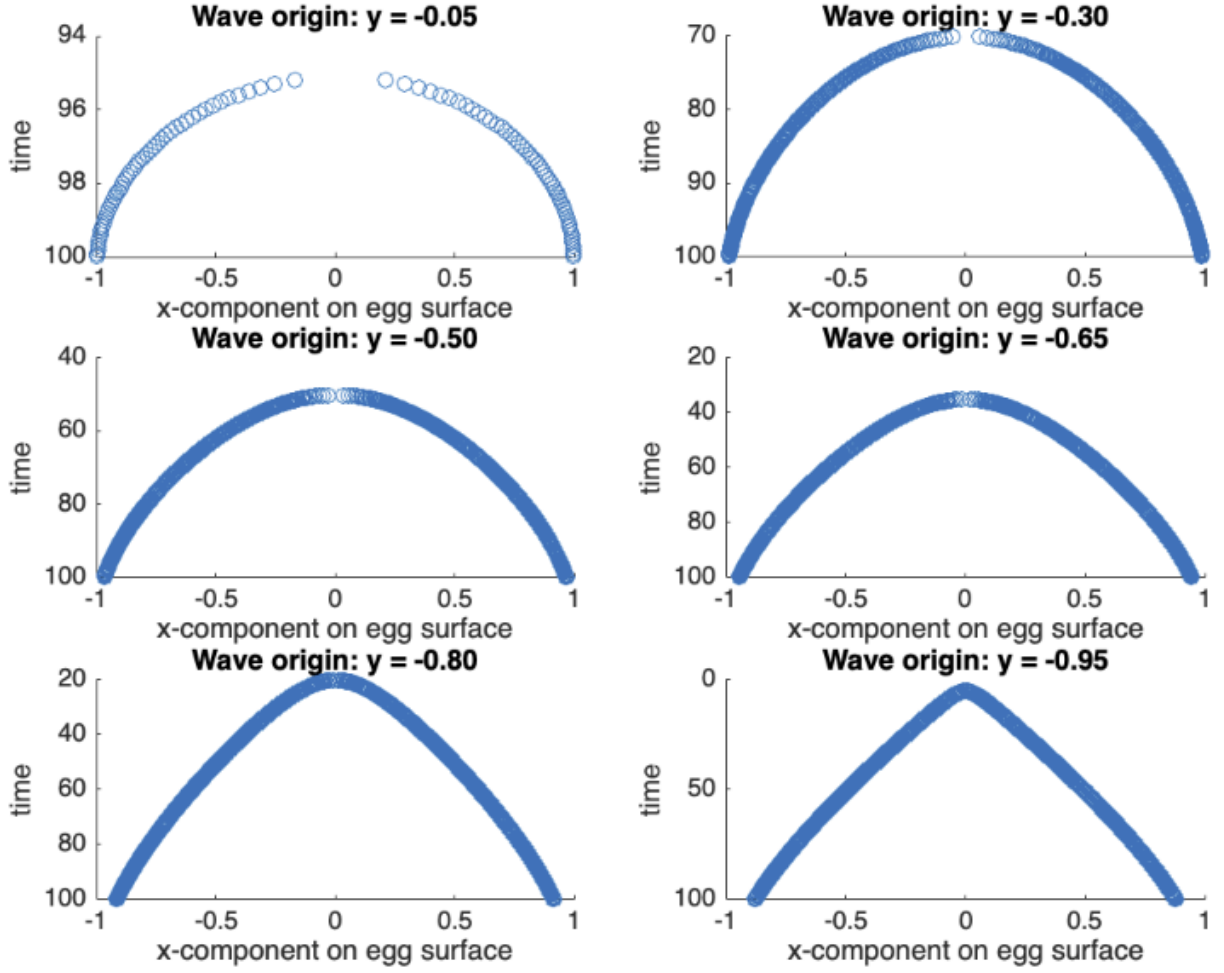 Wave origin: y = -0.05
94
96
98
100
time
-1 -0.5 0 0.5 1
x-component on egg surface
Wave origin: y = -0.30
70
80
90
100
time
-1 -0.5 0 0.5 1
x-component on egg surface
Wave origin: y = -0.50
40
60
80
100
time
-1 -0.5 0 0.5 1
x-component on egg surface
Wave origin: y = -0.65
20
40
60
80
100
time
-1 -0.5 0 0.5 1
x-component on egg surface
Wave origin: y = -0.80
20
40
60
80
100
time
-1 -0.5 0 0.5 1
x-component on egg surface
Wave origin: y = -0.95
0
50
100
time
-1 -0.5 0 0.5 1
x-component on egg surface